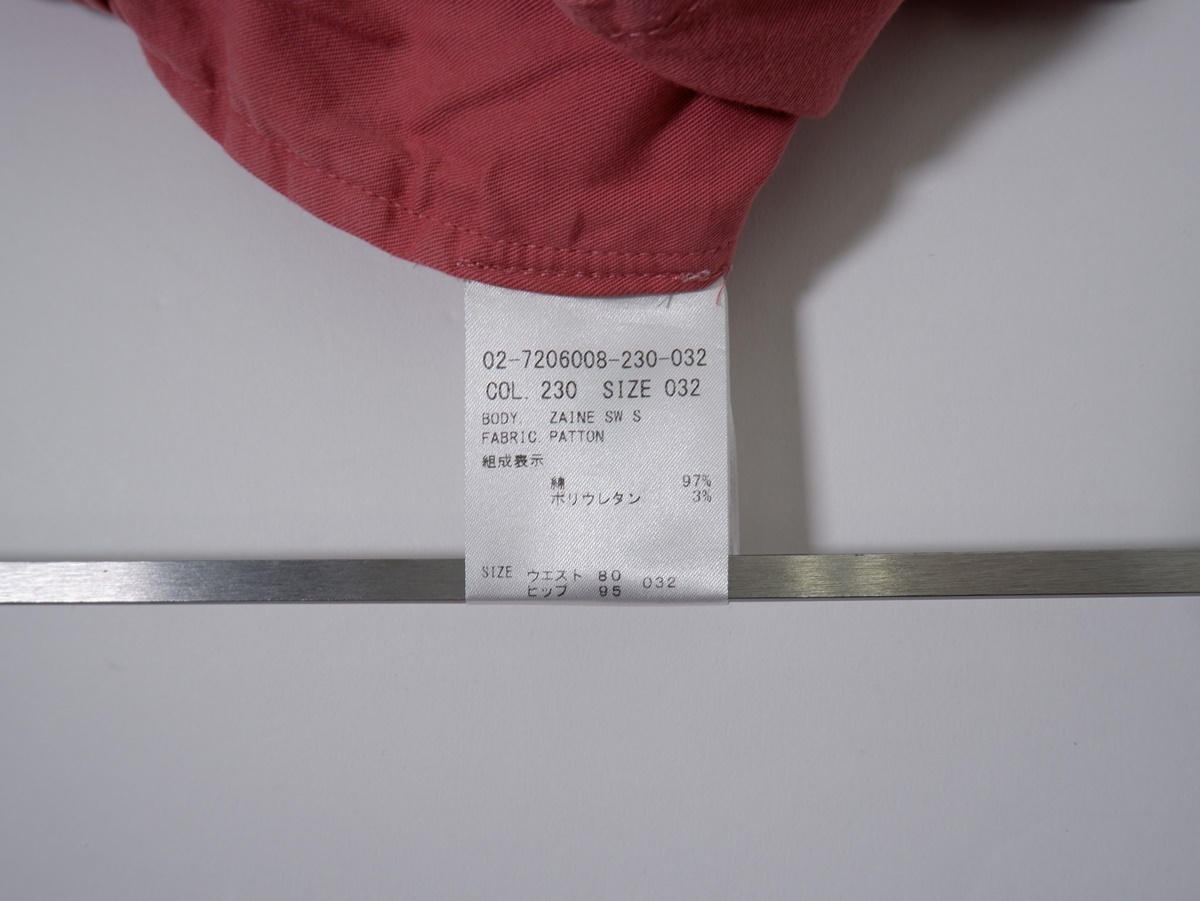 02-7206008-230-032
COL. 230 SIZE 032
BODY. ZAINE SW S
FABRIC. PATTON
組成表示
綿 97%
ポリウレタン 3%
SIZE ウエスト 80 032
ヒップ 95